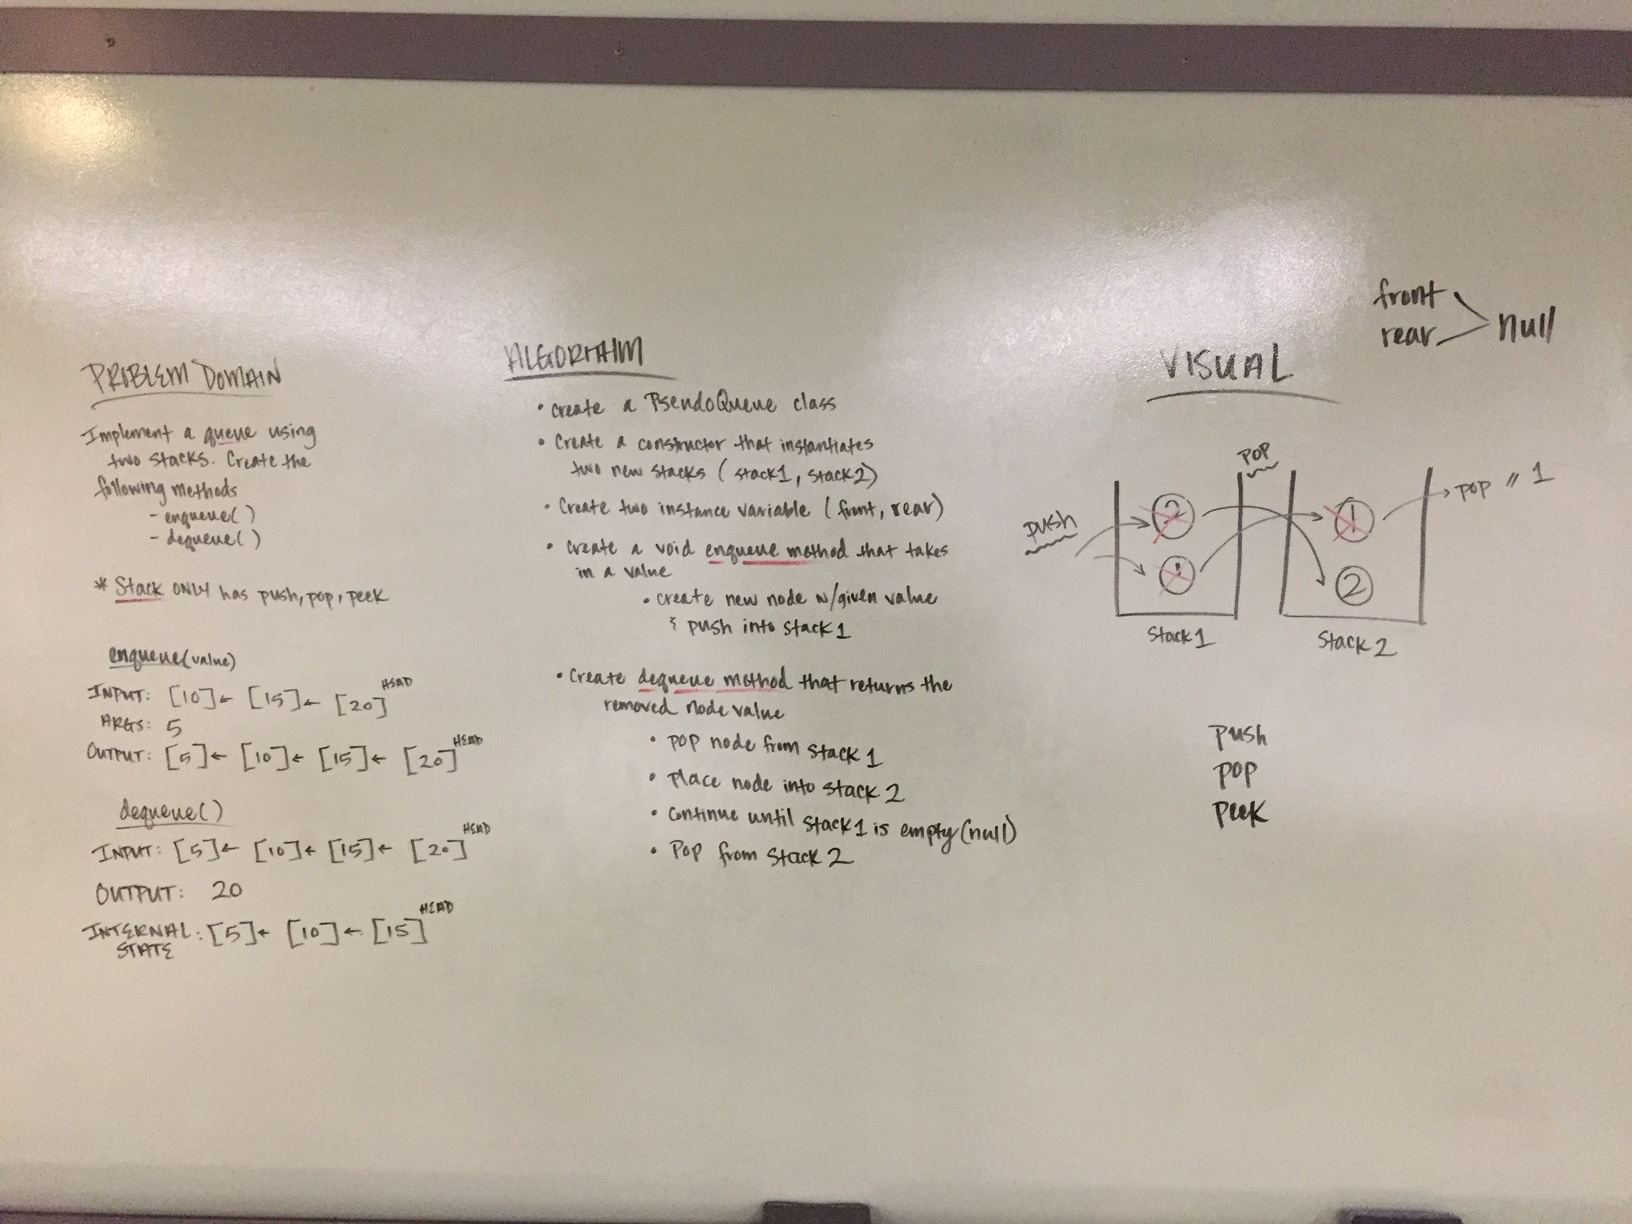 PROBLEM DOMAIN
Implement a queue using
two stacks. Create the
following methods
- enqueue()
- dequeue()
* Stack ONLY has push, pop, peek
enqueue(value)
INPUT: [10] ← [15] ← [20] HEAD
ARGS: 5
OUTPUT: [5] ← [10] ← [15] ← [20] HEAD
dequeue()
INPUT: [5] ← [10] ← [15] ← [20] HEAD
OUTPUT: 20
INTERNAL STATE: [5] ← [10] ← [15] HEAD
ALGORITHM
• create a PsendoQueue class
• Create a constructor that instantiates
two new stacks (stack1, stack2)
• Create two instance variable (front, rear)
• Create a void enqueue method that takes
in a value
• create new node w/given value
& push into stack 1
• Create dequeue method that returns the
removed node value
• pop node from stack 1
• Place node into stack 2
• continue until stack 1 is empty (null)
• Pop from stack 2
front
rear
null
VISUAL
POP
push
2
1
1
2
pop // 1
Stack 1
Stack 2
push
pop
peek